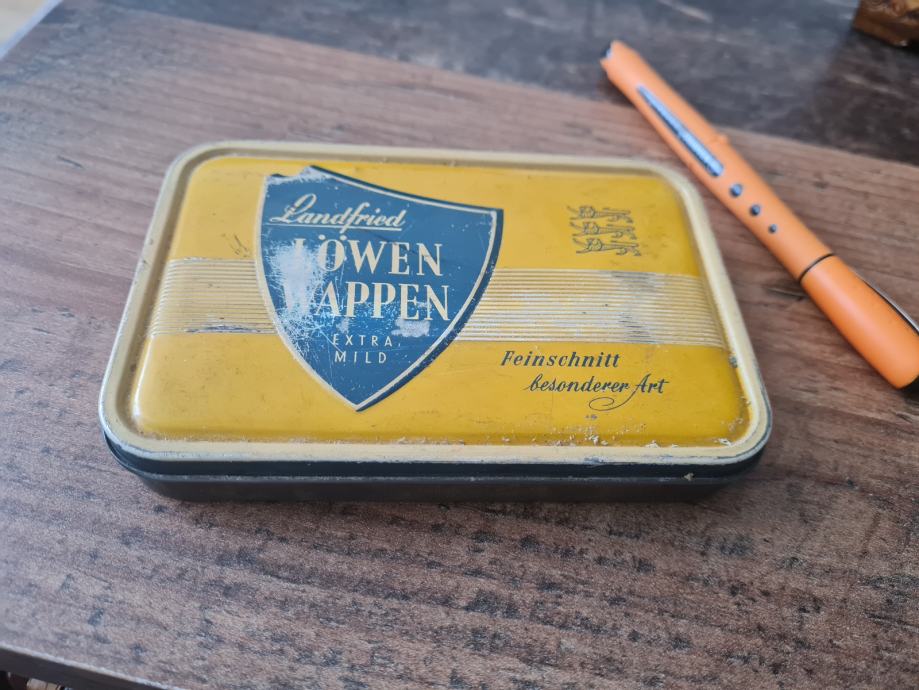 Landfried
LÖWEN
WAPPEN
EXTRA
MILD
Feinschnitt
besonderer Art